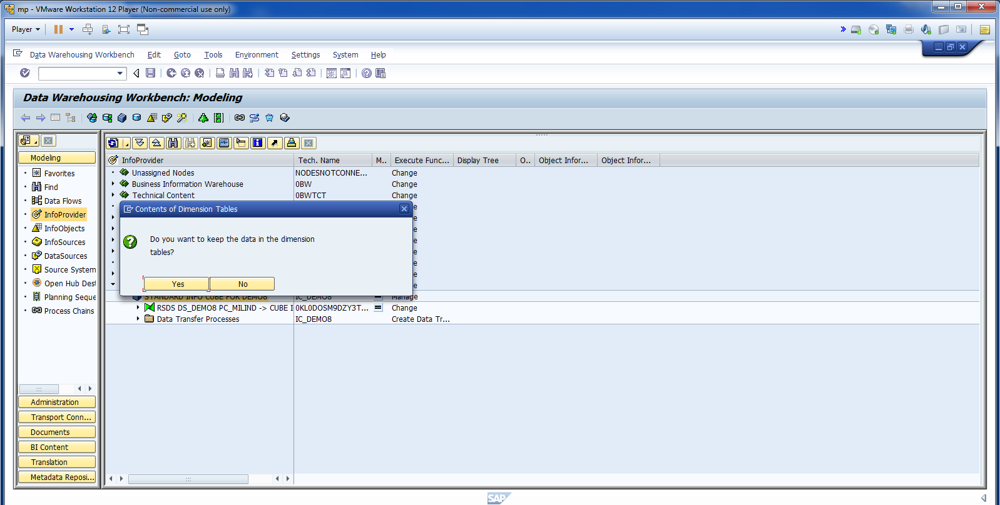 mp - VMware Workstation 12 Player (Non-commercial use only)
Player
Data Warehousing Workbench Edit Goto Tools Environment Settings System Help
Data Warehousing Workbench: Modeling
Modeling
Favorites
Find
Data Flows
InfoProvider
InfoObjects
InfoSources
DataSources
Source System
Open Hub Dest
Planning Seque
Process Chains
Administration
Transport Conn...
Documents
BI Content
Translation
Metadata Reposi...
InfoProvider Tech. Name M.. Execute Func... Display Tree O.. Object Infor... Object Infor...
Unassigned Nodes NODESNOTCONNE... Change
Business Information Warehouse 0BW Change
Technical Content 0BWTCT Change
Contents of Dimension Tables
Do you want to keep the data in the dimension
tables?
Yes No
STANDARD INFO CUBE FOR DEMO8 IC_DEMO8 Manage
RSDS DS_DEMO8 PC_MILIND -> CUBE I 0KL0DOSM9DZY3T... Change
Data Transfer Processes IC_DEMO8 Create Data Tr...
SAP